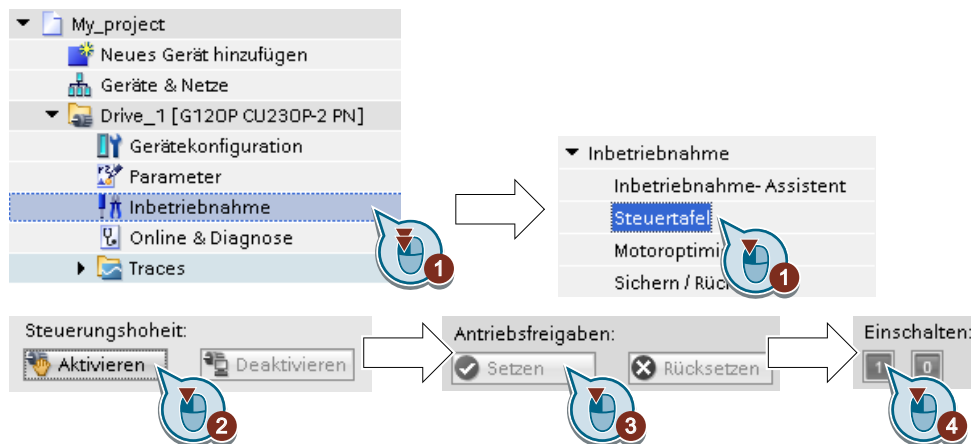 My_project
Neues Gerät hinzufügen
Geräte & Netze
Drive_1 [G120P CU230P-2 PN]
Gerätekonfiguration
Parameter
Inbetriebnahme
Online & Diagnose
Traces
1
Inbetriebnahme
Inbetriebnahme- Assistent
Steuertafel
Motoroptimi
Sichern / Rüc
1
Steuerungshoheit:
Aktivieren
Deaktivieren
2
Antriebsfreigaben:
Setzen
Rücksetzen
3
Einschalten:
1 0
4